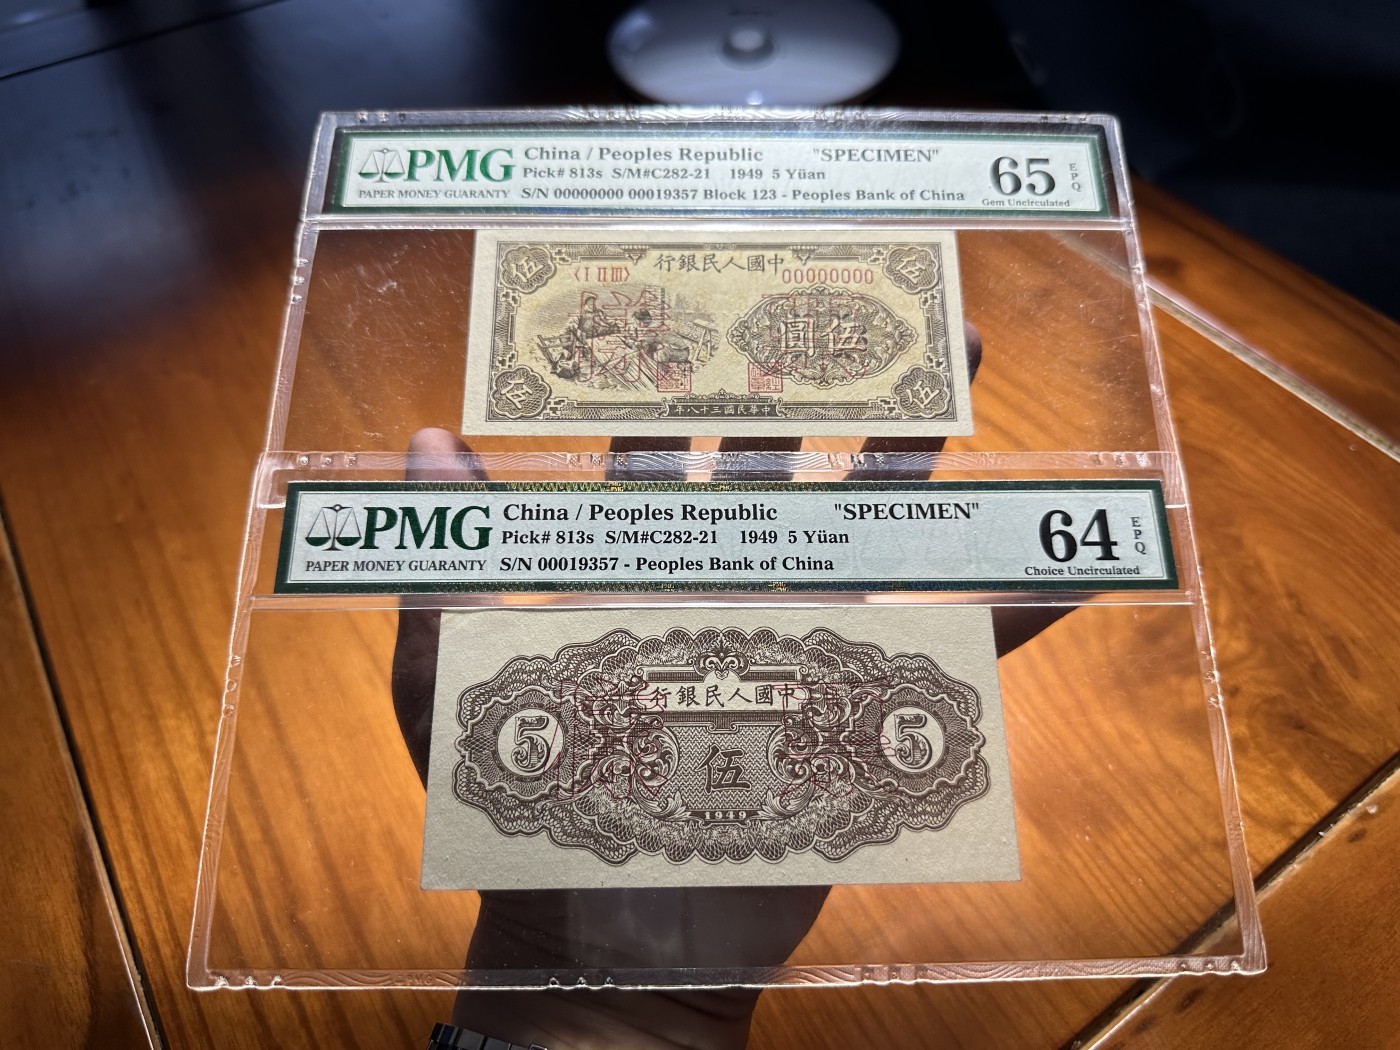 PMG
PAPER MONEY GUARANTY
China / Peoples Republic "SPECIMEN"
Pick# 813s S/M#C282-21 1949 5 Yüan
S/N 00000000 00019357 Block 123 - Peoples Bank of China
65
EPQ
Gem Uncirculated
伍
行銀民人國中
伍
〈I II III〉
00000000
圓伍
伍
年八十三國民華中
伍
PMG
PAPER MONEY GUARANTY
China / Peoples Republic "SPECIMEN"
Pick# 813s S/M#C282-21 1949 5 Yüan
S/N 00019357 - Peoples Bank of China
64
EPQ
Choice Uncirculated
行銀民人國中
5
伍
5
1949